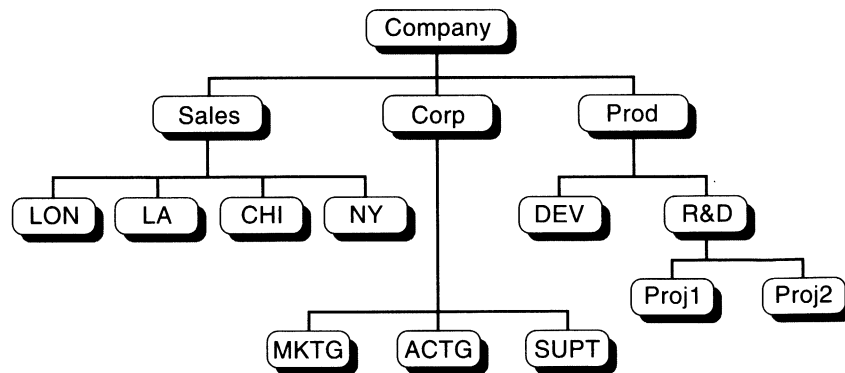 Company
Sales
Corp
Prod
LON
LA
CHI
NY
DEV
R&D
Proj1
Proj2
MKTG
ACTG
SUPT